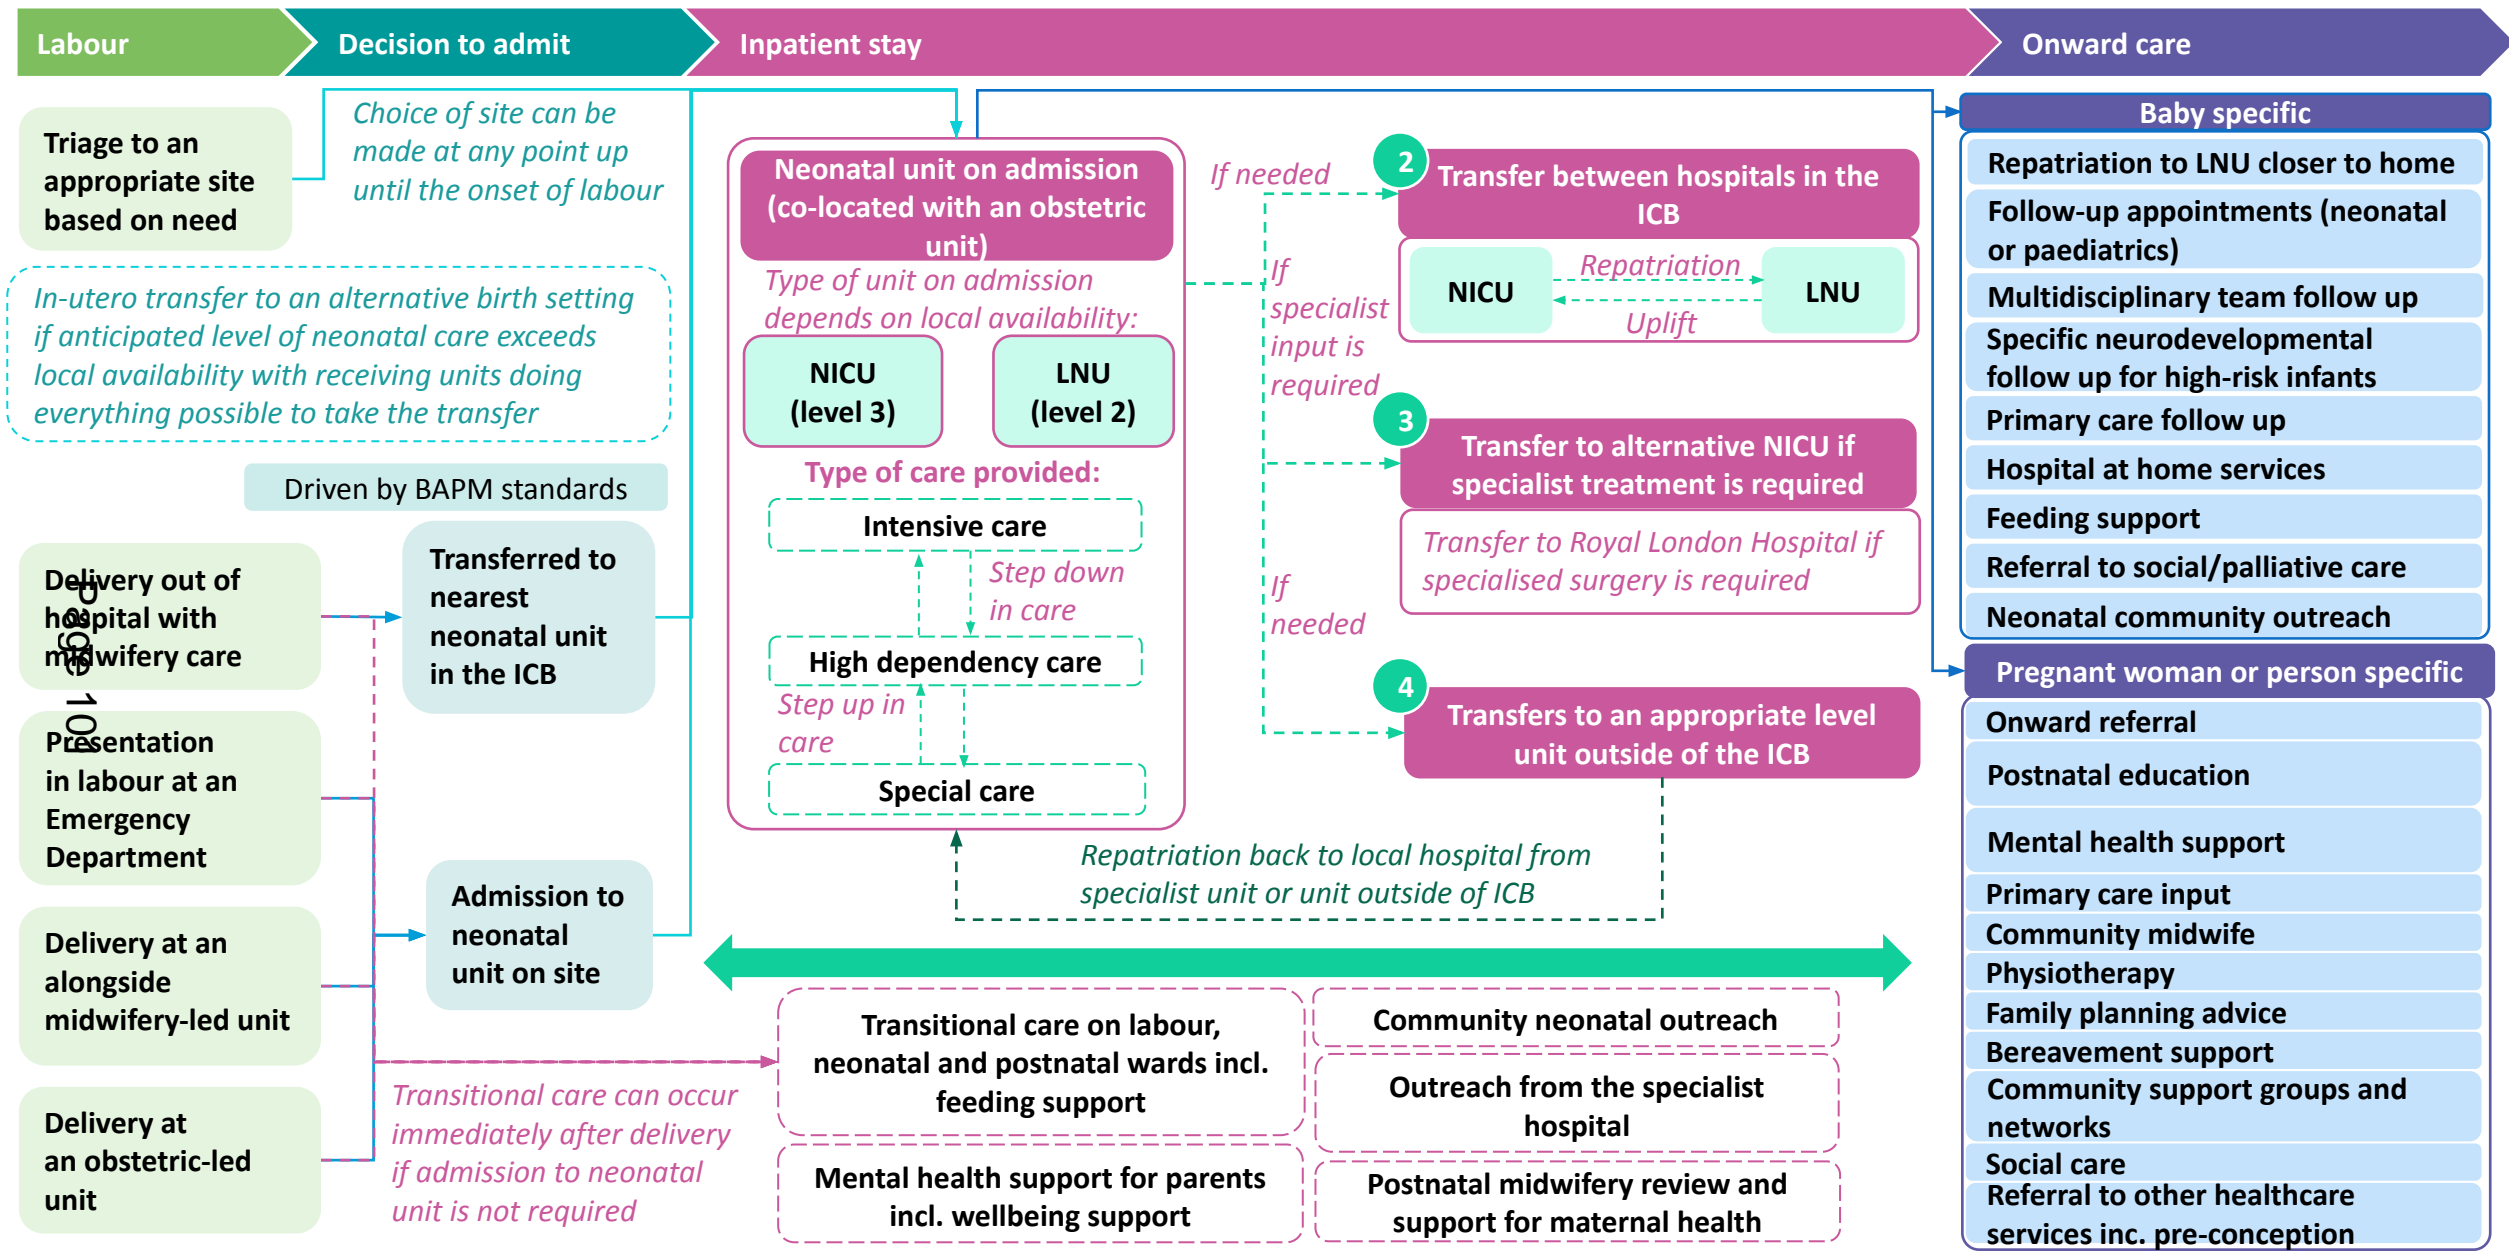 Labour
Decision to admit
Inpatient stay
Onward care
Triage to an
appropriate site
based on need
Choice of site can be
made at any point up
until the onset of labour
In-utero transfer to an alternative birth setting
if anticipated level of neonatal care exceeds
local availability with receiving units doing
everything possible to take the transfer
Driven by BAPM standards
Delivery out of
hospital with
midwifery care
Page 101
Presentation
in labour at an
Emergency
Department
Delivery at an
alongside
midwifery-led unit
Delivery at
an obstetric-led
unit
Transferred to
nearest
neonatal unit
in the ICB
Admission to
neonatal
unit on site
Transitional care can occur
immediately after delivery
if admission to neonatal
unit is not required
Neonatal unit on admission
(co-located with an obstetric
unit)
Type of unit on admission
depends on local availability:
NICU
(level 3)
LNU
(level 2)
Type of care provided:
Intensive care
Step down
in care
High dependency care
Step up in
care
Special care
If needed
If
specialist
input is
required
If
needed
2
Transfer between hospitals in the
ICB
NICU
Repatriation
Uplift
LNU
3
Transfer to alternative NICU if
specialist treatment is required
Transfer to Royal London Hospital if
specialised surgery is required
4
Transfers to an appropriate level
unit outside of the ICB
Repatriation back to local hospital from
specialist unit or unit outside of ICB
Transitional care on labour,
neonatal and postnatal wards incl.
feeding support
Mental health support for parents
incl. wellbeing support
Community neonatal outreach
Outreach from the specialist
hospital
Postnatal midwifery review and
support for maternal health
Baby specific
Repatriation to LNU closer to home
Follow-up appointments (neonatal
or paediatrics)
Multidisciplinary team follow up
Specific neurodevelopmental
follow up for high-risk infants
Primary care follow up
Hospital at home services
Feeding support
Referral to social/palliative care
Neonatal community outreach
Pregnant woman or person specific
Onward referral
Postnatal education
Mental health support
Primary care input
Community midwife
Physiotherapy
Family planning advice
Bereavement support
Community support groups and
networks
Social care
Referral to other healthcare
services inc. pre-conception